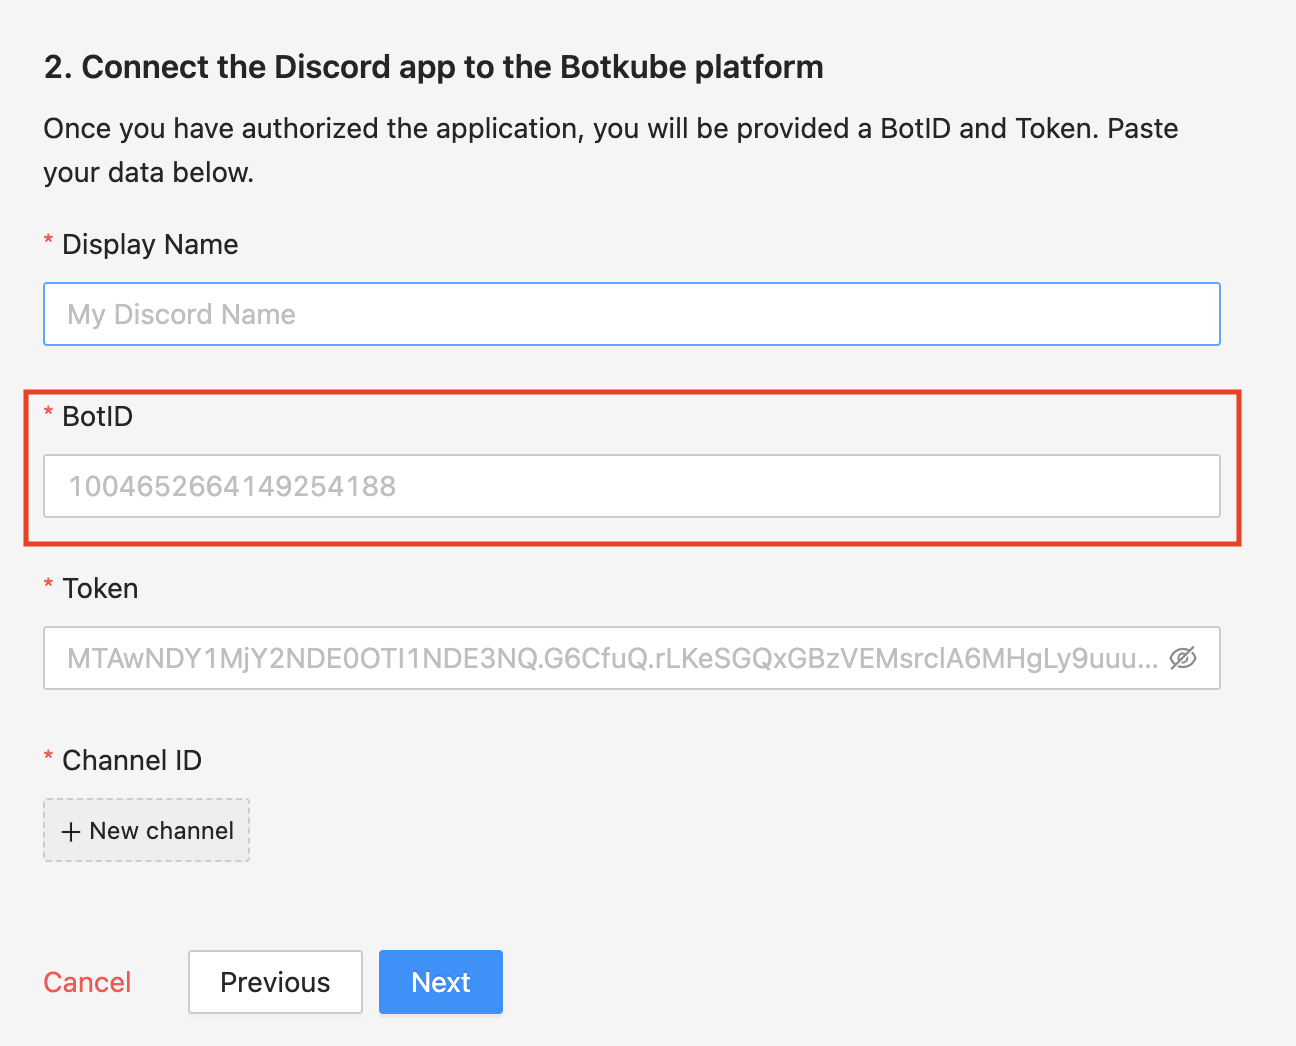 2. Connect the Discord app to the Botkube platform
Once you have authorized the application, you will be provided a BotID and Token. Paste
your data below.
* Display Name
My Discord Name
* BotID
1004652664149254188
* Token
MTAwNDY1MjY2NDE0OTI1NDE3NQ.G6CfuQ.rLKeSGQxGBzVEMsrclA6MHgLy9uuu...
* Channel ID
+ New channel
Cancel
Previous
Next